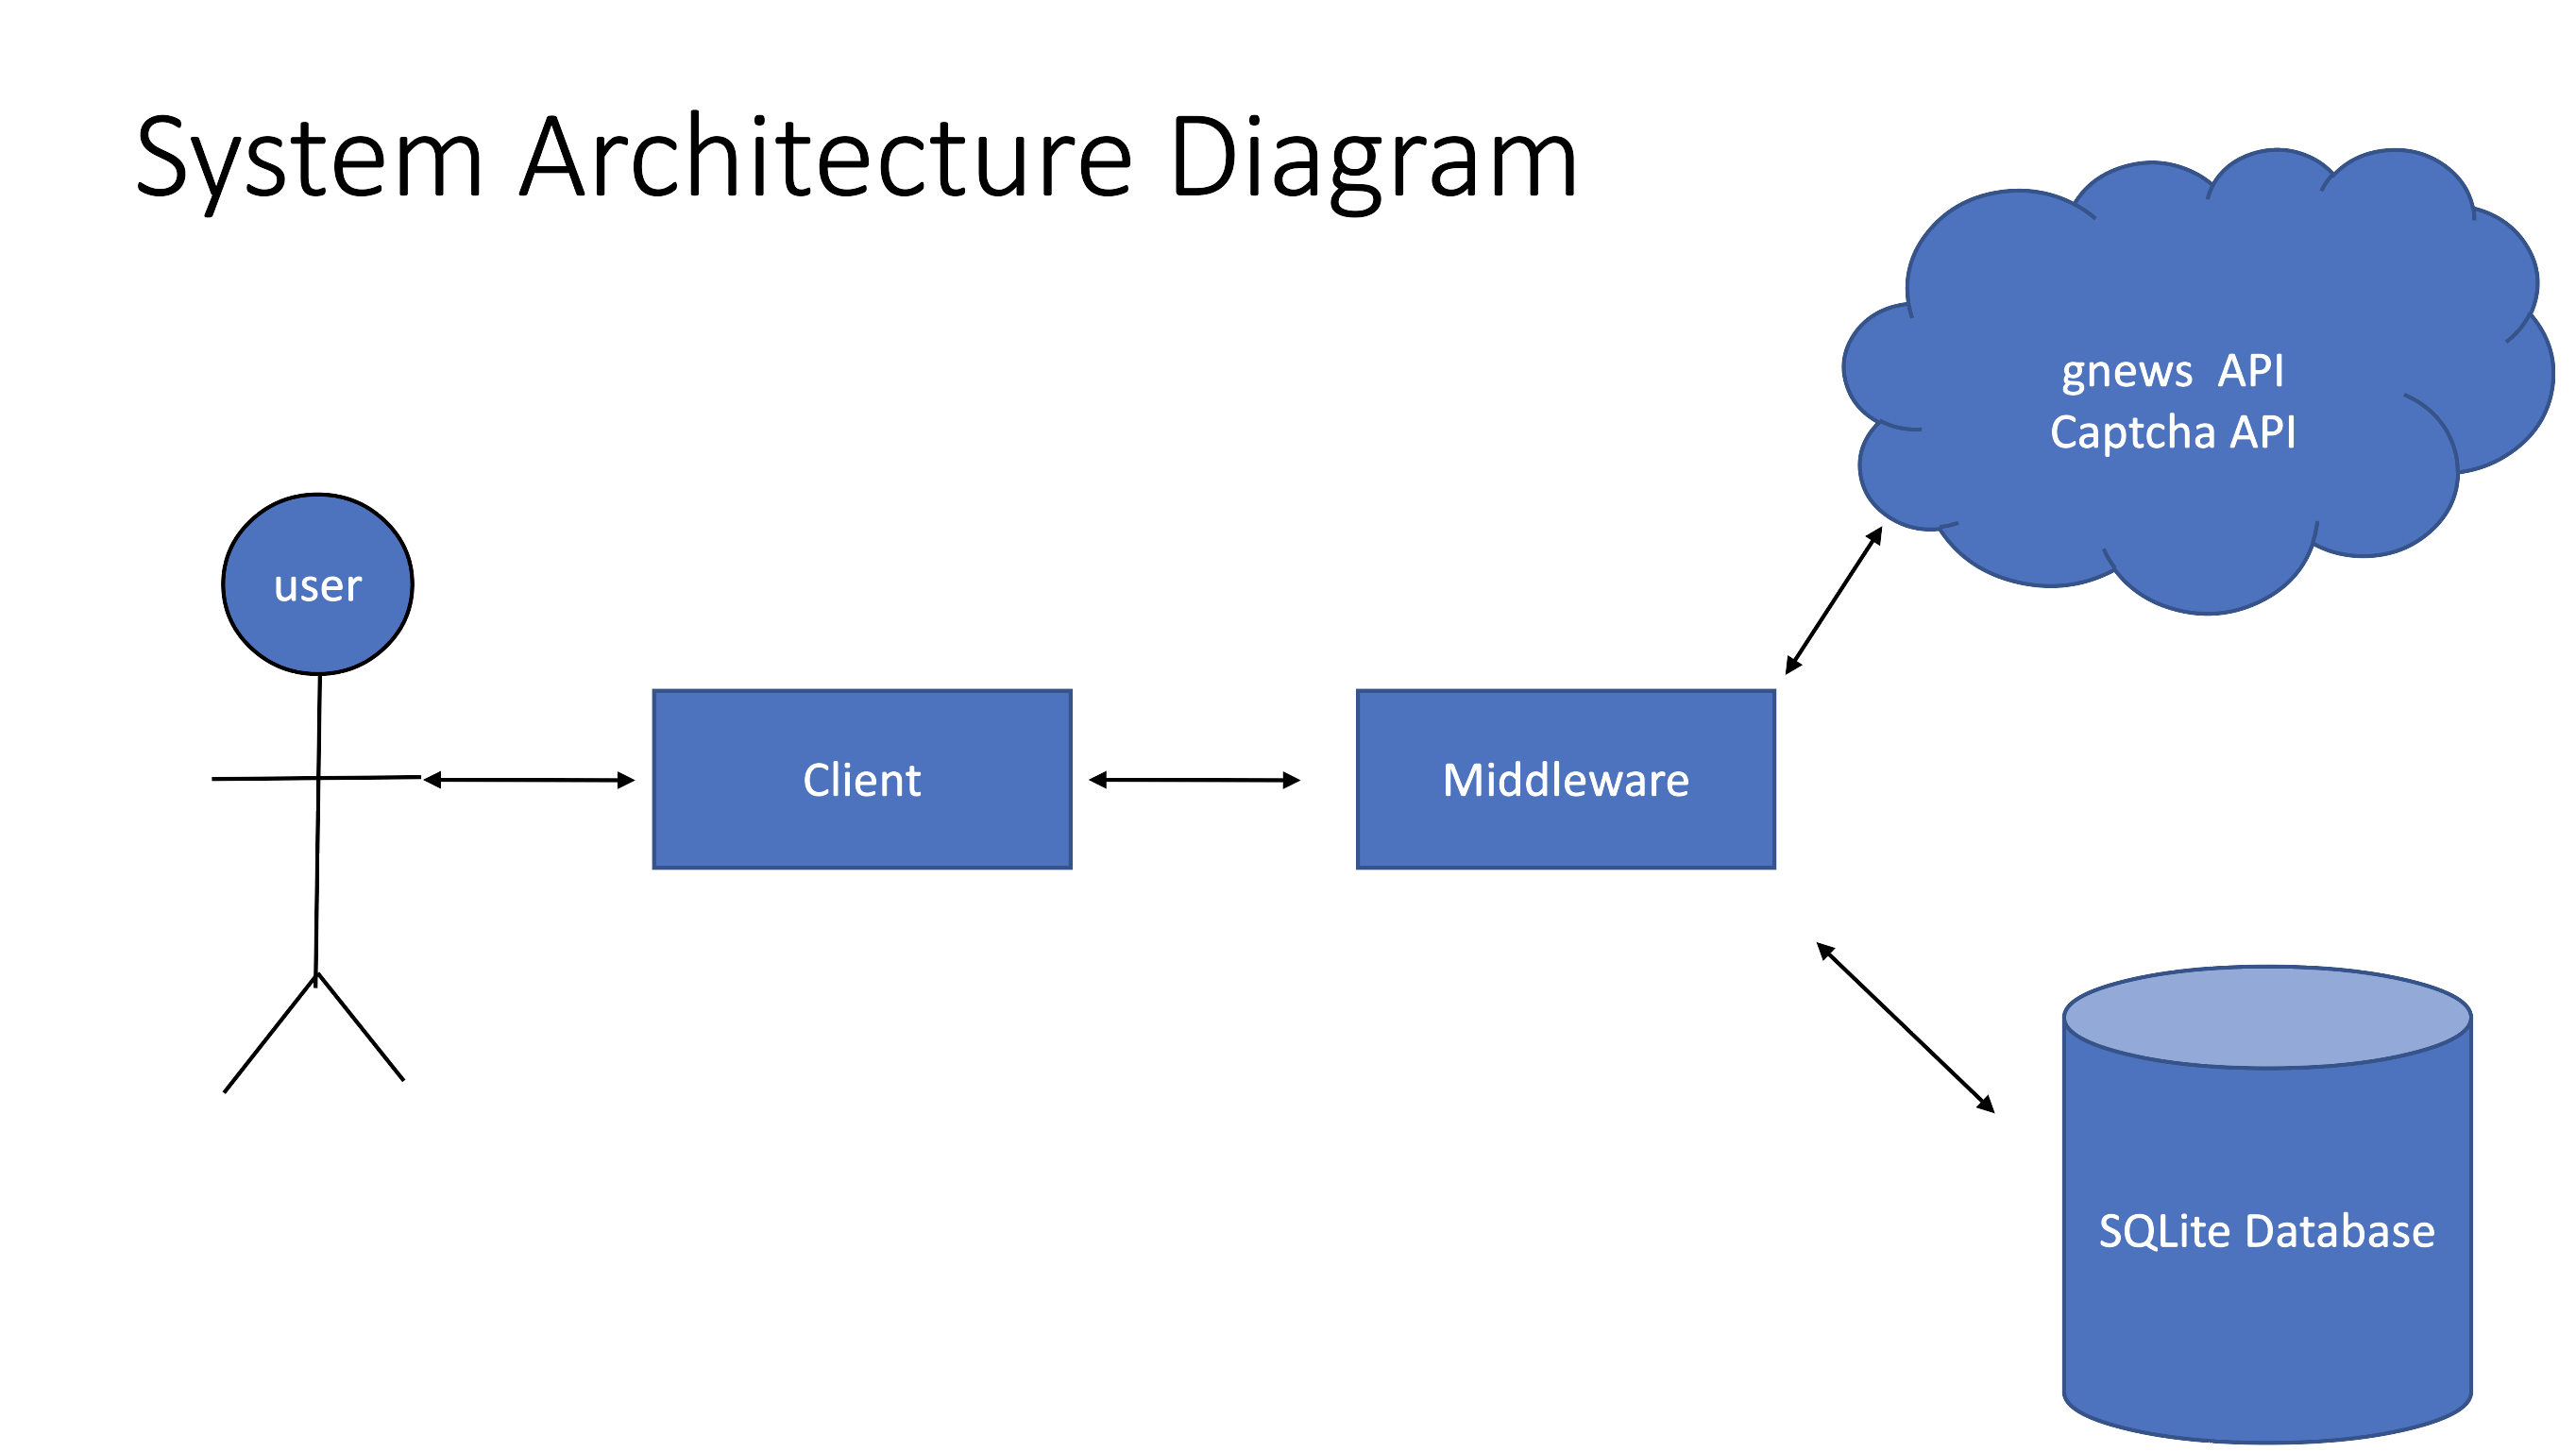 System Architecture Diagram
gnews  API
Captcha API
user
Client
Middleware
SQLite Database